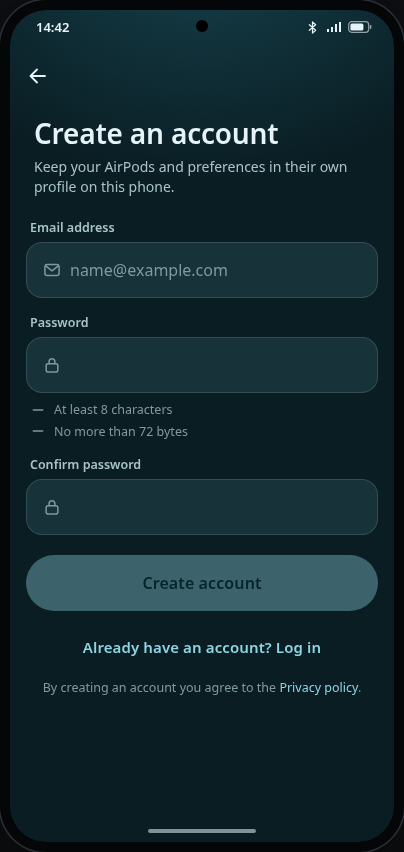 14:42
Create an account
Keep your AirPods and preferences in their own
profile on this phone.
Email address
name@example.com
Password
At least 8 characters
No more than 72 bytes
Confirm password
Create account
Already have an account? Log in
By creating an account you agree to the Privacy policy.